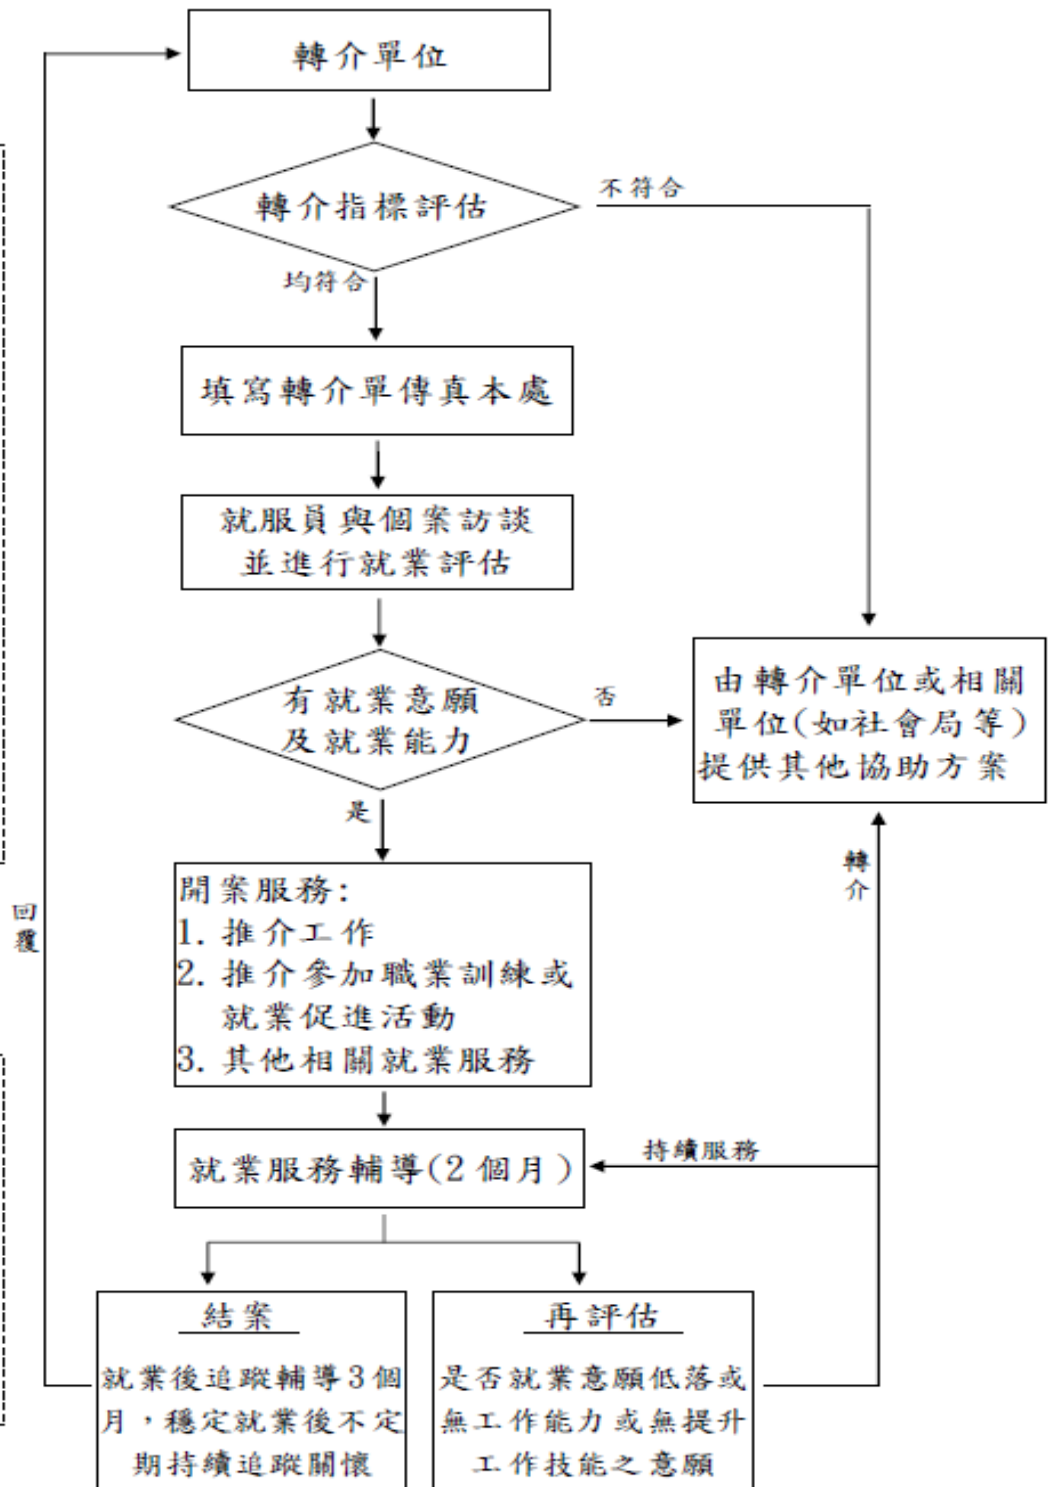 轉介單位
轉介指標評估
不符合
均符合
填寫轉介單傳真本處
就服員與個案訪談
並進行就業評估
有就業意願
及就業能力
否
由轉介單位或相關
單位(如社會局等)
提供其他協助方案
是
轉介
回覆
開案服務:
1. 推介工作
2. 推介參加職業訓練或
就業促進活動
3. 其他相關就業服務
就業服務輔導(2 個月)
持續服務
結案
就業後追蹤輔導3個
月，穩定就業後不定
期持續追蹤關懷
再評估
是否就業意願低落或
無工作能力或無提升
工作技能之意願